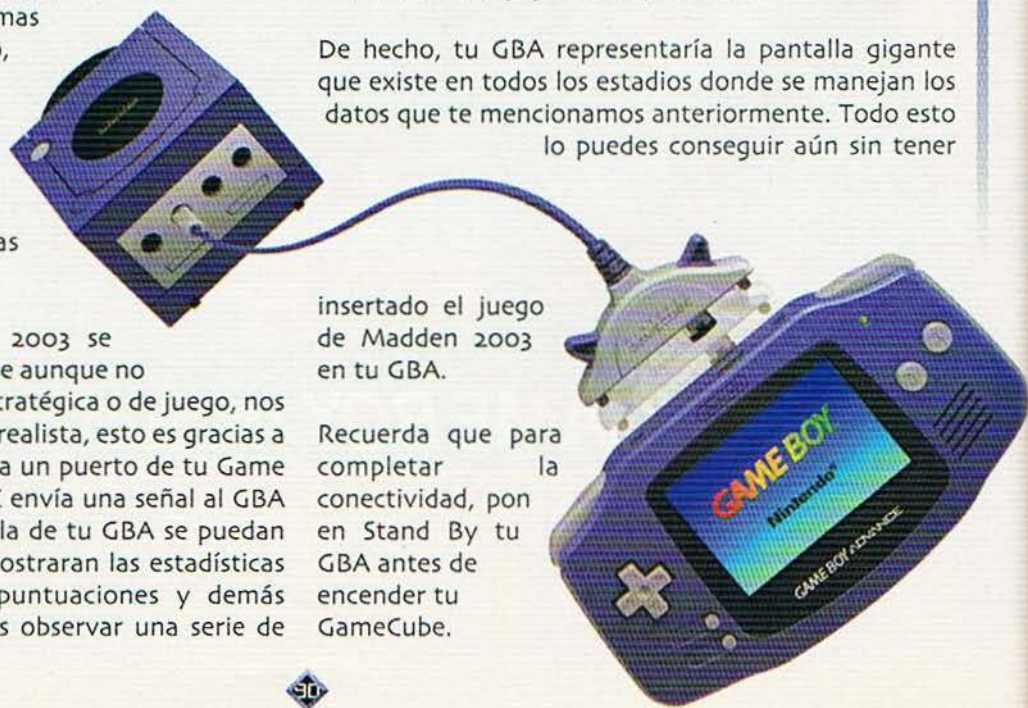 mas
as
2003 se
e aunque no
tratégica o de juego, nos
realista, esto es gracias a
a un puerto de tu Game
envía una señal al GBA
la de tu GBA se puedan
ostraran las estadísticas
puntuaciones y demás
s observar una serie de
De hecho, tu GBA representaría la pantalla gigante
que existe en todos los estadios donde se manejan los
datos que te mencionamos anteriormente. Todo esto
lo puedes conseguir aún sin tener
insertado el juego
de Madden 2003
en tu GBA.
Recuerda que para
completar la
conectividad, pon
en Stand By tu
GBA antes de
encender tu
GameCube.
GAME BOY
Nintendo®
GAME BOY ADVANCE
90